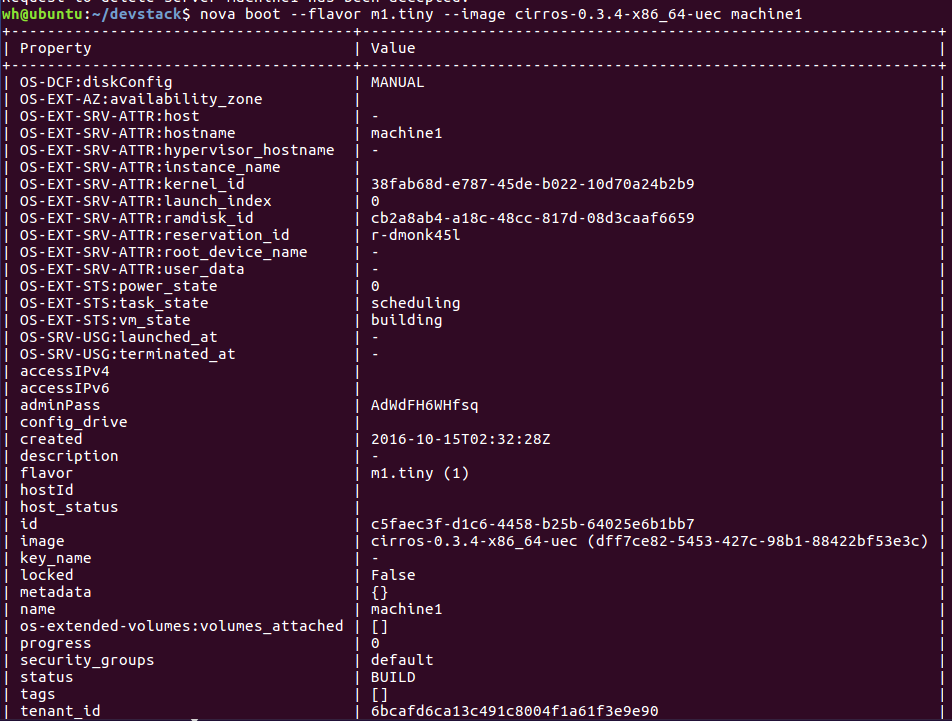 Request to delete server machine1 has been accepted.
wh@ubuntu:~/devstack$ nova boot --flavor m1.tiny --image cirros-0.3.4-x86_64-uec machine1
+--------------------------------------+----------------------------------------------------------------+
| Property                             | Value                                                          |
+--------------------------------------+----------------------------------------------------------------+
| OS-DCF:diskConfig                    | MANUAL                                                         |
| OS-EXT-AZ:availability_zone          |                                                                |
| OS-EXT-SRV-ATTR:host                 | -                                                              |
| OS-EXT-SRV-ATTR:hostname             | machine1                                                       |
| OS-EXT-SRV-ATTR:hypervisor_hostname  | -                                                              |
| OS-EXT-SRV-ATTR:instance_name        |                                                                |
| OS-EXT-SRV-ATTR:kernel_id            | 38fab68d-e787-45de-b022-10d70a24b2b9                           |
| OS-EXT-SRV-ATTR:launch_index         | 0                                                              |
| OS-EXT-SRV-ATTR:ramdisk_id           | cb2a8ab4-a18c-48cc-817d-08d3caaf6659                           |
| OS-EXT-SRV-ATTR:reservation_id       | r-dmonk45l                                                     |
| OS-EXT-SRV-ATTR:root_device_name     | -                                                              |
| OS-EXT-SRV-ATTR:user_data            | -                                                              |
| OS-EXT-STS:power_state               | 0                                                              |
| OS-EXT-STS:task_state                | scheduling                                                     |
| OS-EXT-STS:vm_state                  | building                                                       |
| OS-SRV-USG:launched_at               | -                                                              |
| OS-SRV-USG:terminated_at             | -                                                              |
| accessIPv4                           |                                                                |
| accessIPv6                           |                                                                |
| adminPass                            | AdWdFH6WHfsq                                                   |
| config_drive                         |                                                                |
| created                              | 2016-10-15T02:32:28Z                                           |
| description                          | -                                                              |
| flavor                               | m1.tiny (1)                                                    |
| hostId                               |                                                                |
| host_status                          |                                                                |
| id                                   | c5faec3f-d1c6-4458-b25b-64025e6b1bb7                           |
| image                                | cirros-0.3.4-x86_64-uec (dff7ce82-5453-427c-98b1-88422bf53e3c) |
| key_name                             | -                                                              |
| locked                               | False                                                          |
| metadata                             | {}                                                             |
| name                                 | machine1                                                       |
| os-extended-volumes:volumes_attached | []                                                             |
| progress                             | 0                                                              |
| security_groups                      | default                                                        |
| status                               | BUILD                                                          |
| tags                                 | []                                                             |
| tenant_id                            | 6bcafd6ca13c491c8004f1a61f3e9e90                               |